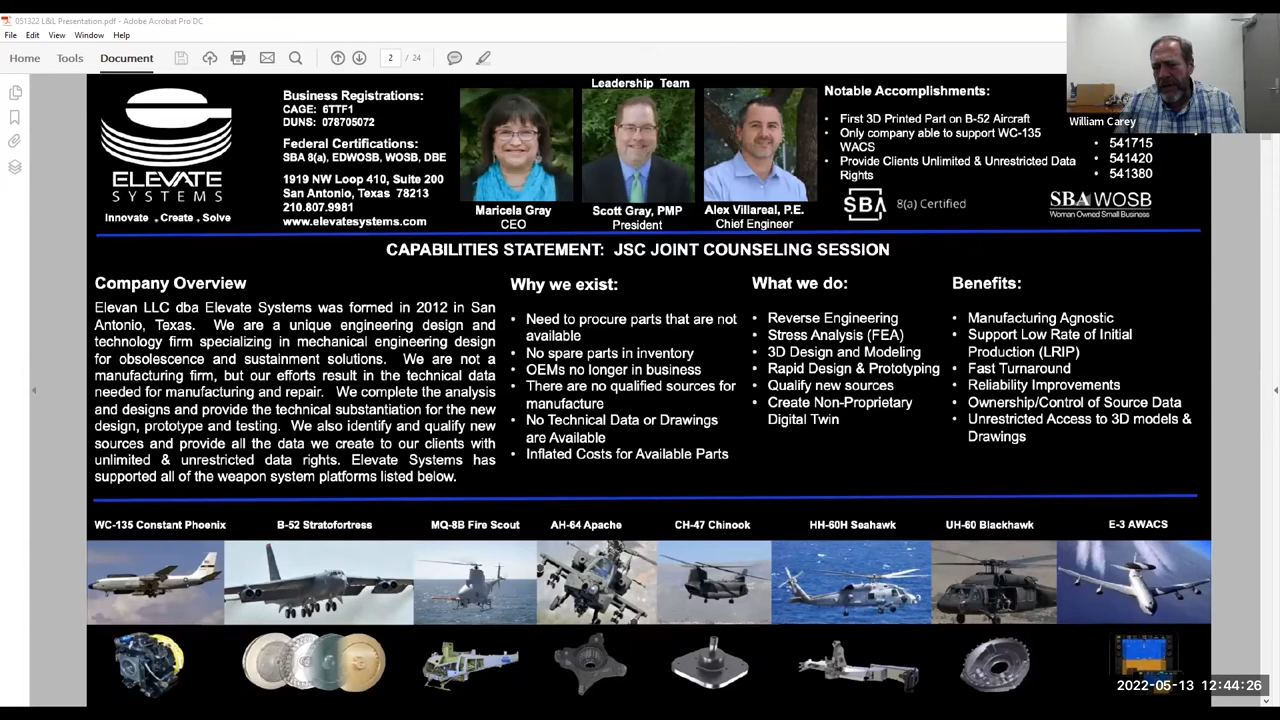 051322 L&L Presentation.pdf - Adobe Acrobat Pro DC
File Edit View Window Help
Home Tools Document
2 / 24
William Carey
ELEVATE
SYSTEMS
Innovate . Create . Solve
Business Registrations:
CAGE: 6TTF1
DUNS: 078705072
Federal Certifications:
SBA 8(a), EDWOSB, WOSB, DBE
1919 NW Loop 410, Suite 200
San Antonio, Texas 78213
210.807.9981
www.elevatesystems.com
Leadership Team
Maricela Gray
CEO
Scott Gray, PMP
President
Alex Villareal, P.E.
Chief Engineer
Notable Accomplishments:
• First 3D Printed Part on B-52 Aircraft
• Only company able to support WC-135
WACS
• Provide Clients Unlimited & Unrestricted Data
Rights
• 541715
• 541420
• 541380
SBA 8(a) Certified
SBA WOSB
Woman Owned Small Business
CAPABILITIES STATEMENT: JSC JOINT COUNSELING SESSION
Company Overview
Elevan LLC dba Elevate Systems was formed in 2012 in San
Antonio, Texas. We are a unique engineering design and
technology firm specializing in mechanical engineering design
for obsolescence and sustainment solutions. We are not a
manufacturing firm, but our efforts result in the technical data
needed for manufacturing and repair. We complete the analysis
and designs and provide the technical substantiation for the new
design, prototype and testing. We also identify and qualify new
sources and provide all the data we create to our clients with
unlimited & unrestricted data rights. Elevate Systems has
supported all of the weapon system platforms listed below.
Why we exist:
• Need to procure parts that are not
available
• No spare parts in inventory
• OEMs no longer in business
• There are no qualified sources for
manufacture
• No Technical Data or Drawings
are Available
• Inflated Costs for Available Parts
What we do:
• Reverse Engineering
• Stress Analysis (FEA)
• 3D Design and Modeling
• Rapid Design & Prototyping
• Qualify new sources
• Create Non-Proprietary
Digital Twin
Benefits:
• Manufacturing Agnostic
• Support Low Rate of Initial
Production (LRIP)
• Fast Turnaround
• Reliability Improvements
• Ownership/Control of Source Data
• Unrestricted Access to 3D models &
Drawings
WC-135 Constant Phoenix
B-52 Stratofortress
MQ-8B Fire Scout
AH-64 Apache
CH-47 Chinook
HH-60H Seahawk
UH-60 Blackhawk
E-3 AWACS
2022-05-13 12:44:26